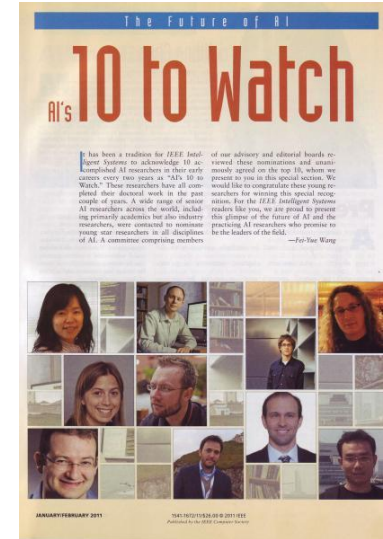 The Future of AI
AI's 10 to Watch
It has been a tradition for IEEE Intel-
ligent Systems to acknowledge 10 ac-
complished AI researchers in their early
careers every two years as "AI's 10 to
Watch." These researchers have all com-
pleted their doctoral work in the past
couple of years. A wide range of senior
AI researchers across the world, includ-
ing primarily academics but also industry
researchers, were contacted to nominate
young star researchers in all disciplines
of AI. A committee comprising members
of our advisory and editorial boards re-
viewed these nominations and unani-
mously agreed on the top 10, whom we
present to you in this special section. We
would like to congratulate these young re-
searchers for winning this special recog-
nition. For the IEEE Intelligent Systems
readers like you, we are proud to present
this glimpse of the future of AI and the
practicing AI researchers who promise to
be the leaders of the field.
—Fei-Yue Wang
JANUARY/FEBRUARY 2011
1541-1672/11/$26.00 © 2011 IEEE
Published by the IEEE Computer Society